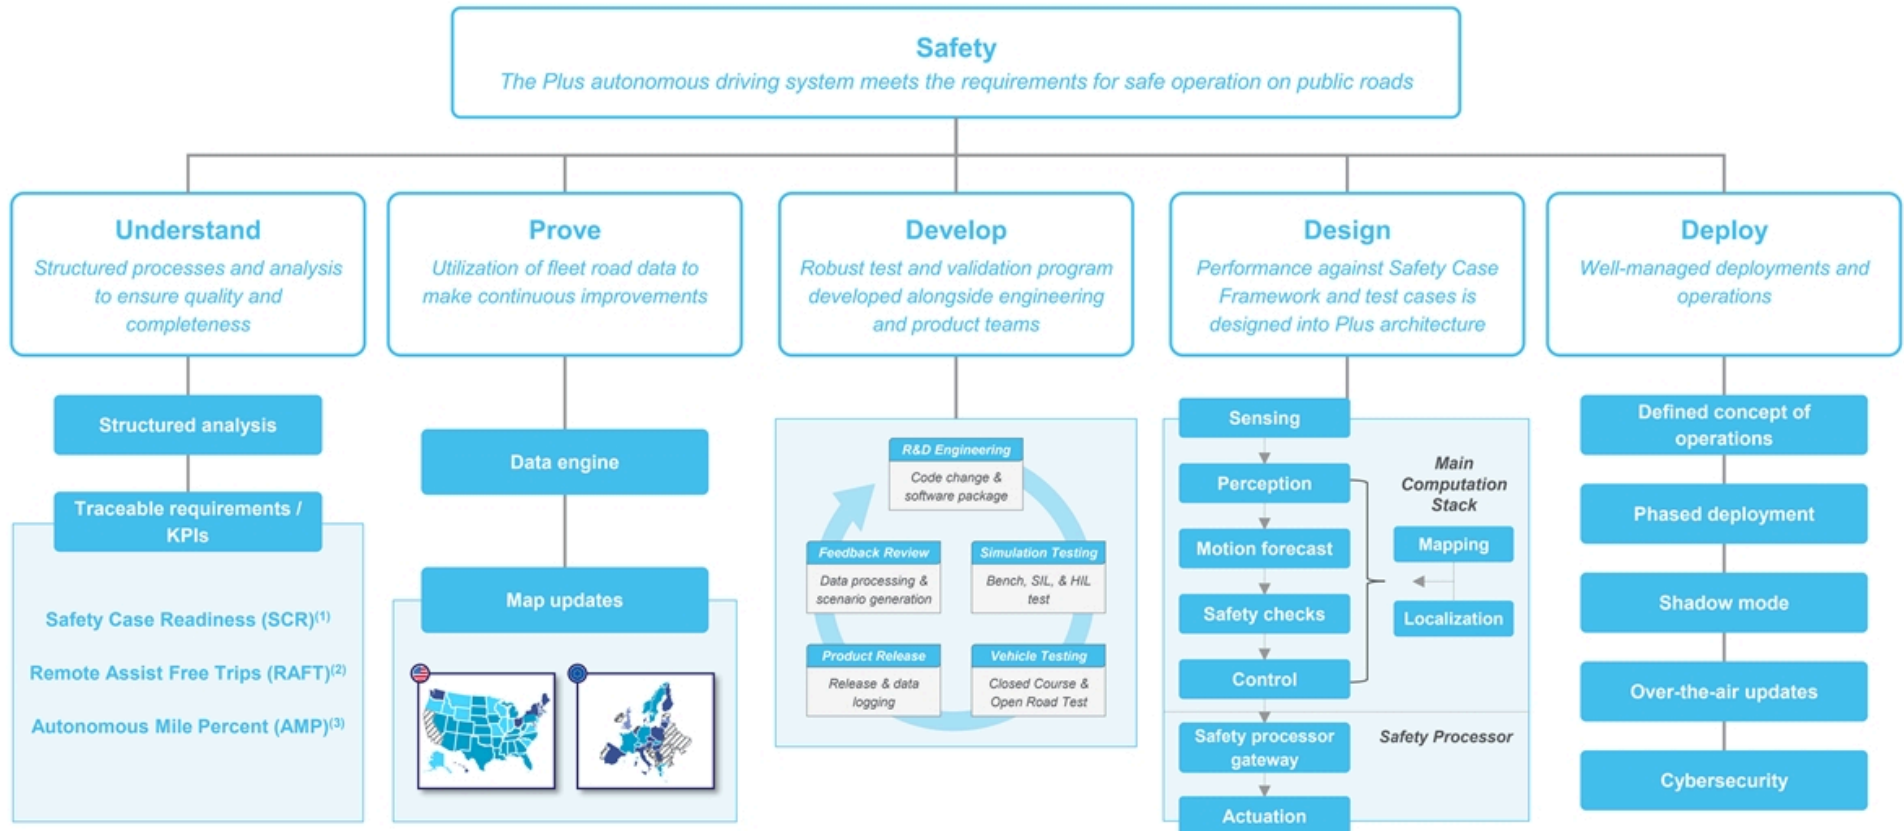 Safety
The Plus autonomous driving system meets the requirements for safe operation on public roads
Understand
Structured processes and analysis
to ensure quality and
completeness
Structured analysis
Traceable requirements /
KPIs
Safety Case Readiness (SCR)(1)
Remote Assist Free Trips (RAFT)(2)
Autonomous Mile Percent (AMP)(3)
Prove
Utilization of fleet road data to
make continuous improvements
Data engine
Map updates
Develop
Robust test and validation program
developed alongside engineering
and product teams
R&D Engineering
Code change &
software package
Feedback Review
Data processing &
scenario generation
Simulation Testing
Bench, SIL, & HIL
test
Product Release
Release & data
logging
Vehicle Testing
Closed Course &
Open Road Test
Design
Performance against Safety Case
Framework and test cases is
designed into Plus architecture
Sensing
Perception
Motion forecast
Safety checks
Control
Main
Computation
Stack
Mapping
Localization
Safety processor
gateway
Safety Processor
Actuation
Deploy
Well-managed deployments and
operations
Defined concept of
operations
Phased deployment
Shadow mode
Over-the-air updates
Cybersecurity